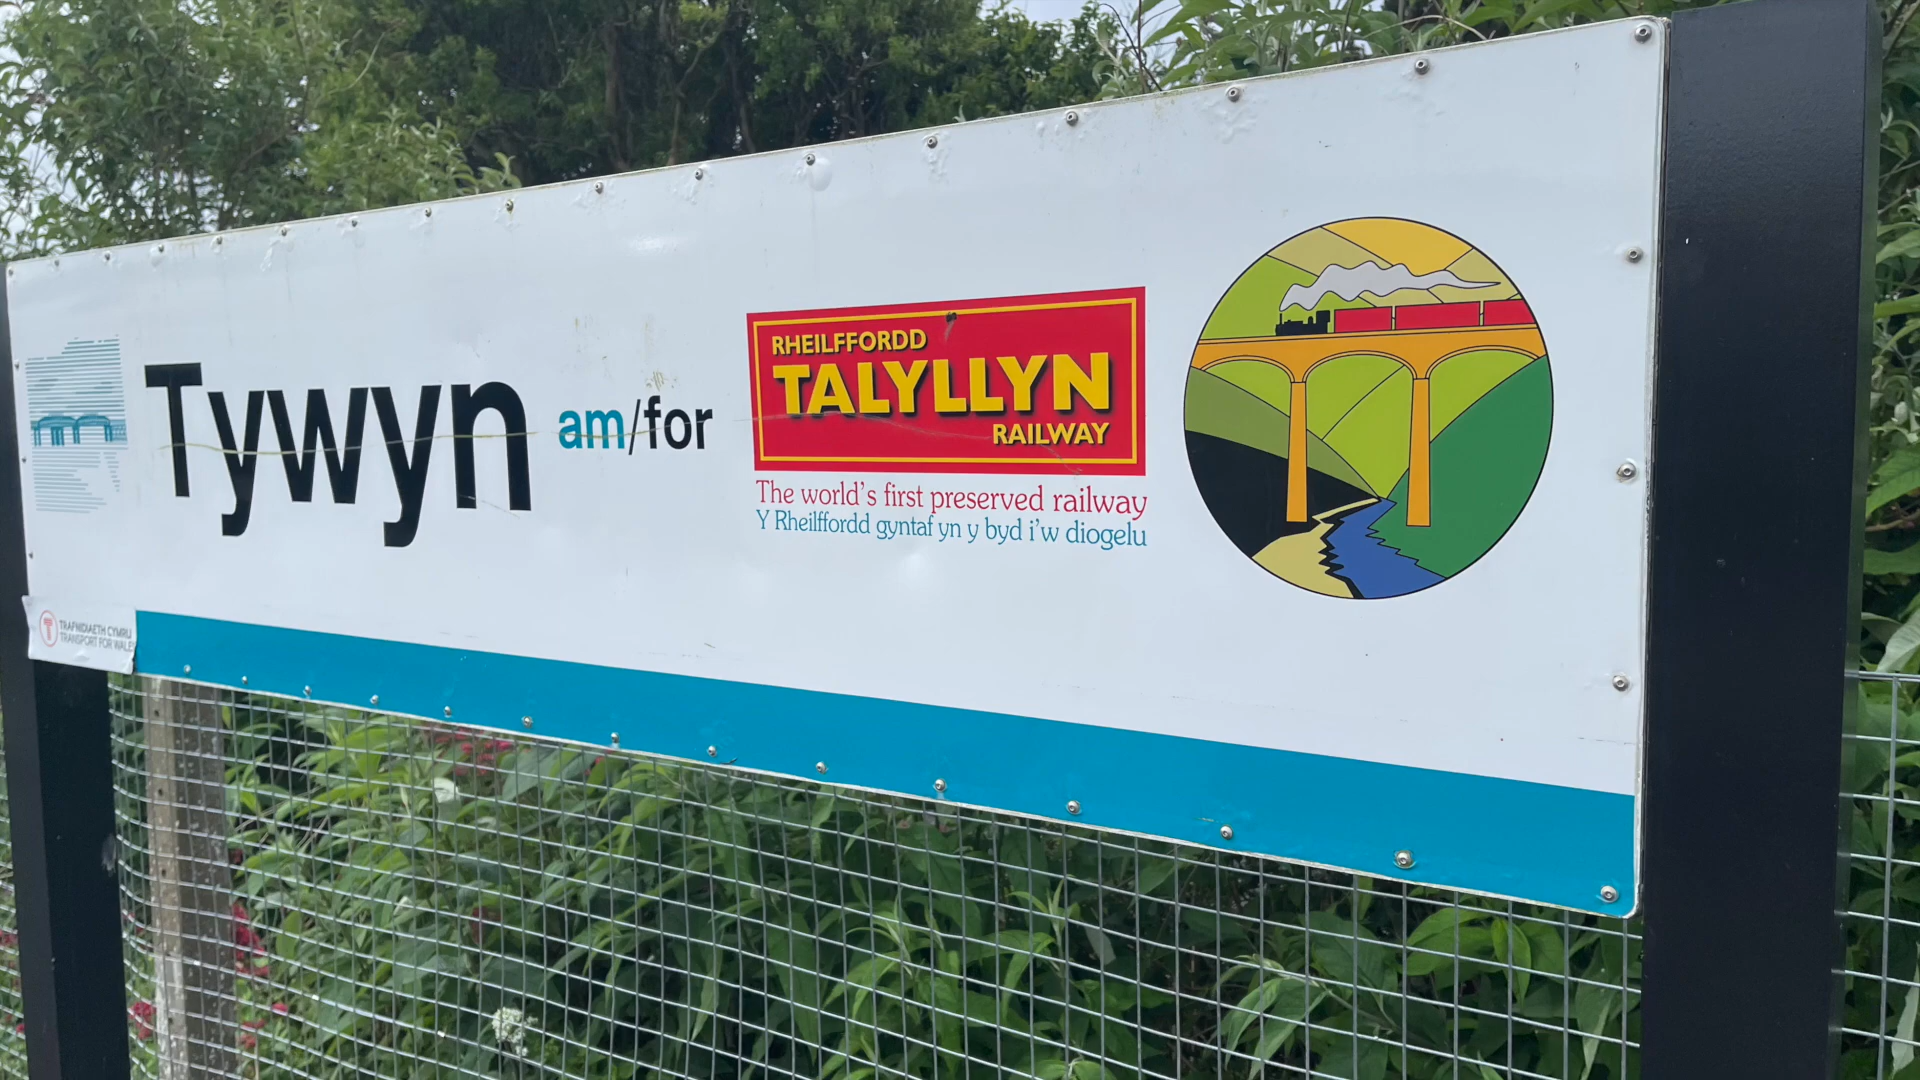 Tywyn am/for
RHEILFFORDD
TALYLLYN
RAILWAY
The world's first preserved railway
Y Rheilffordd gyntaf yn y byd i'w diogelu
TRAFNIDIAETH CYMRU
TRANSPORT FOR WALES